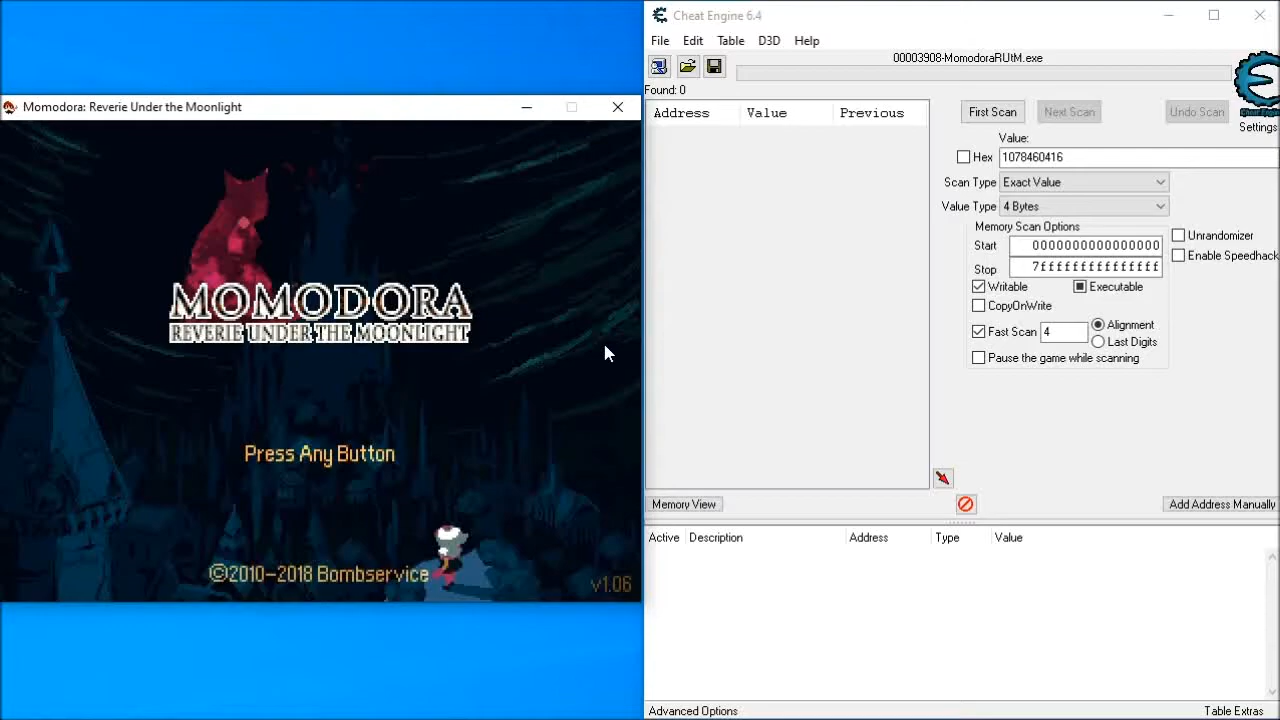 Momodora: Reverie Under the Moonlight
MOMODORA
REVERIE UNDER THE MOONLIGHT
Press Any Button
©2010-2018 Bombservice
v1.06
Cheat Engine 6.4
File Edit Table D3D Help
00003908-MomodoraRUtM.exe
Found: 0
Address Value Previous
First Scan Next Scan Undo Scan
Cheat Engine
Settings
Value:
Hex 1078460416
Scan Type Exact Value
Value Type 4 Bytes
Memory Scan Options
Start 0000000000000000
Stop 7fffffffffffffff
Unrandomizer
Enable Speedhack
Writable Executable
CopyOnWrite
Fast Scan 4 Alignment
Last Digits
Pause the game while scanning
Memory View Add Address Manually
Active Description Address Type Value
Advanced Options Table Extras